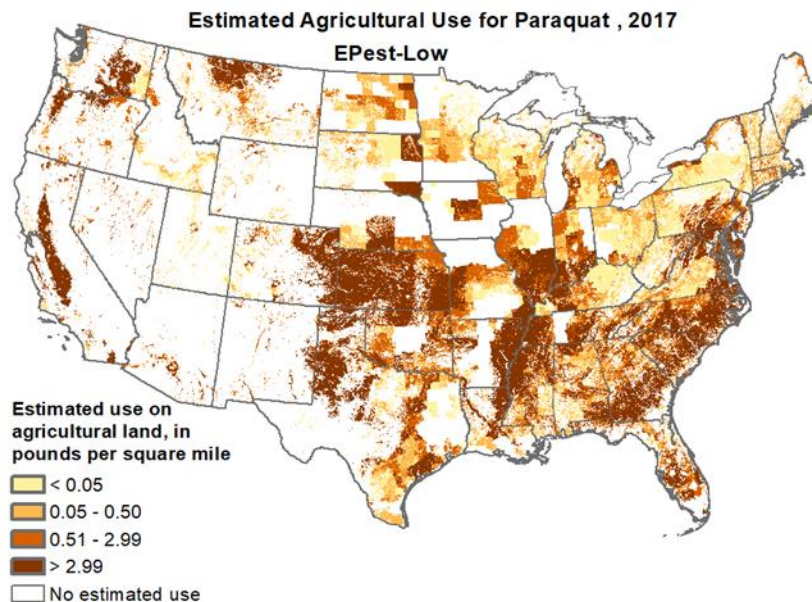 Estimated Agricultural Use for Paraquat , 2017
EPest-Low
Estimated use on
agricultural land, in
pounds per square mile
< 0.05
0.05 - 0.50
0.51 - 2.99
> 2.99
No estimated use